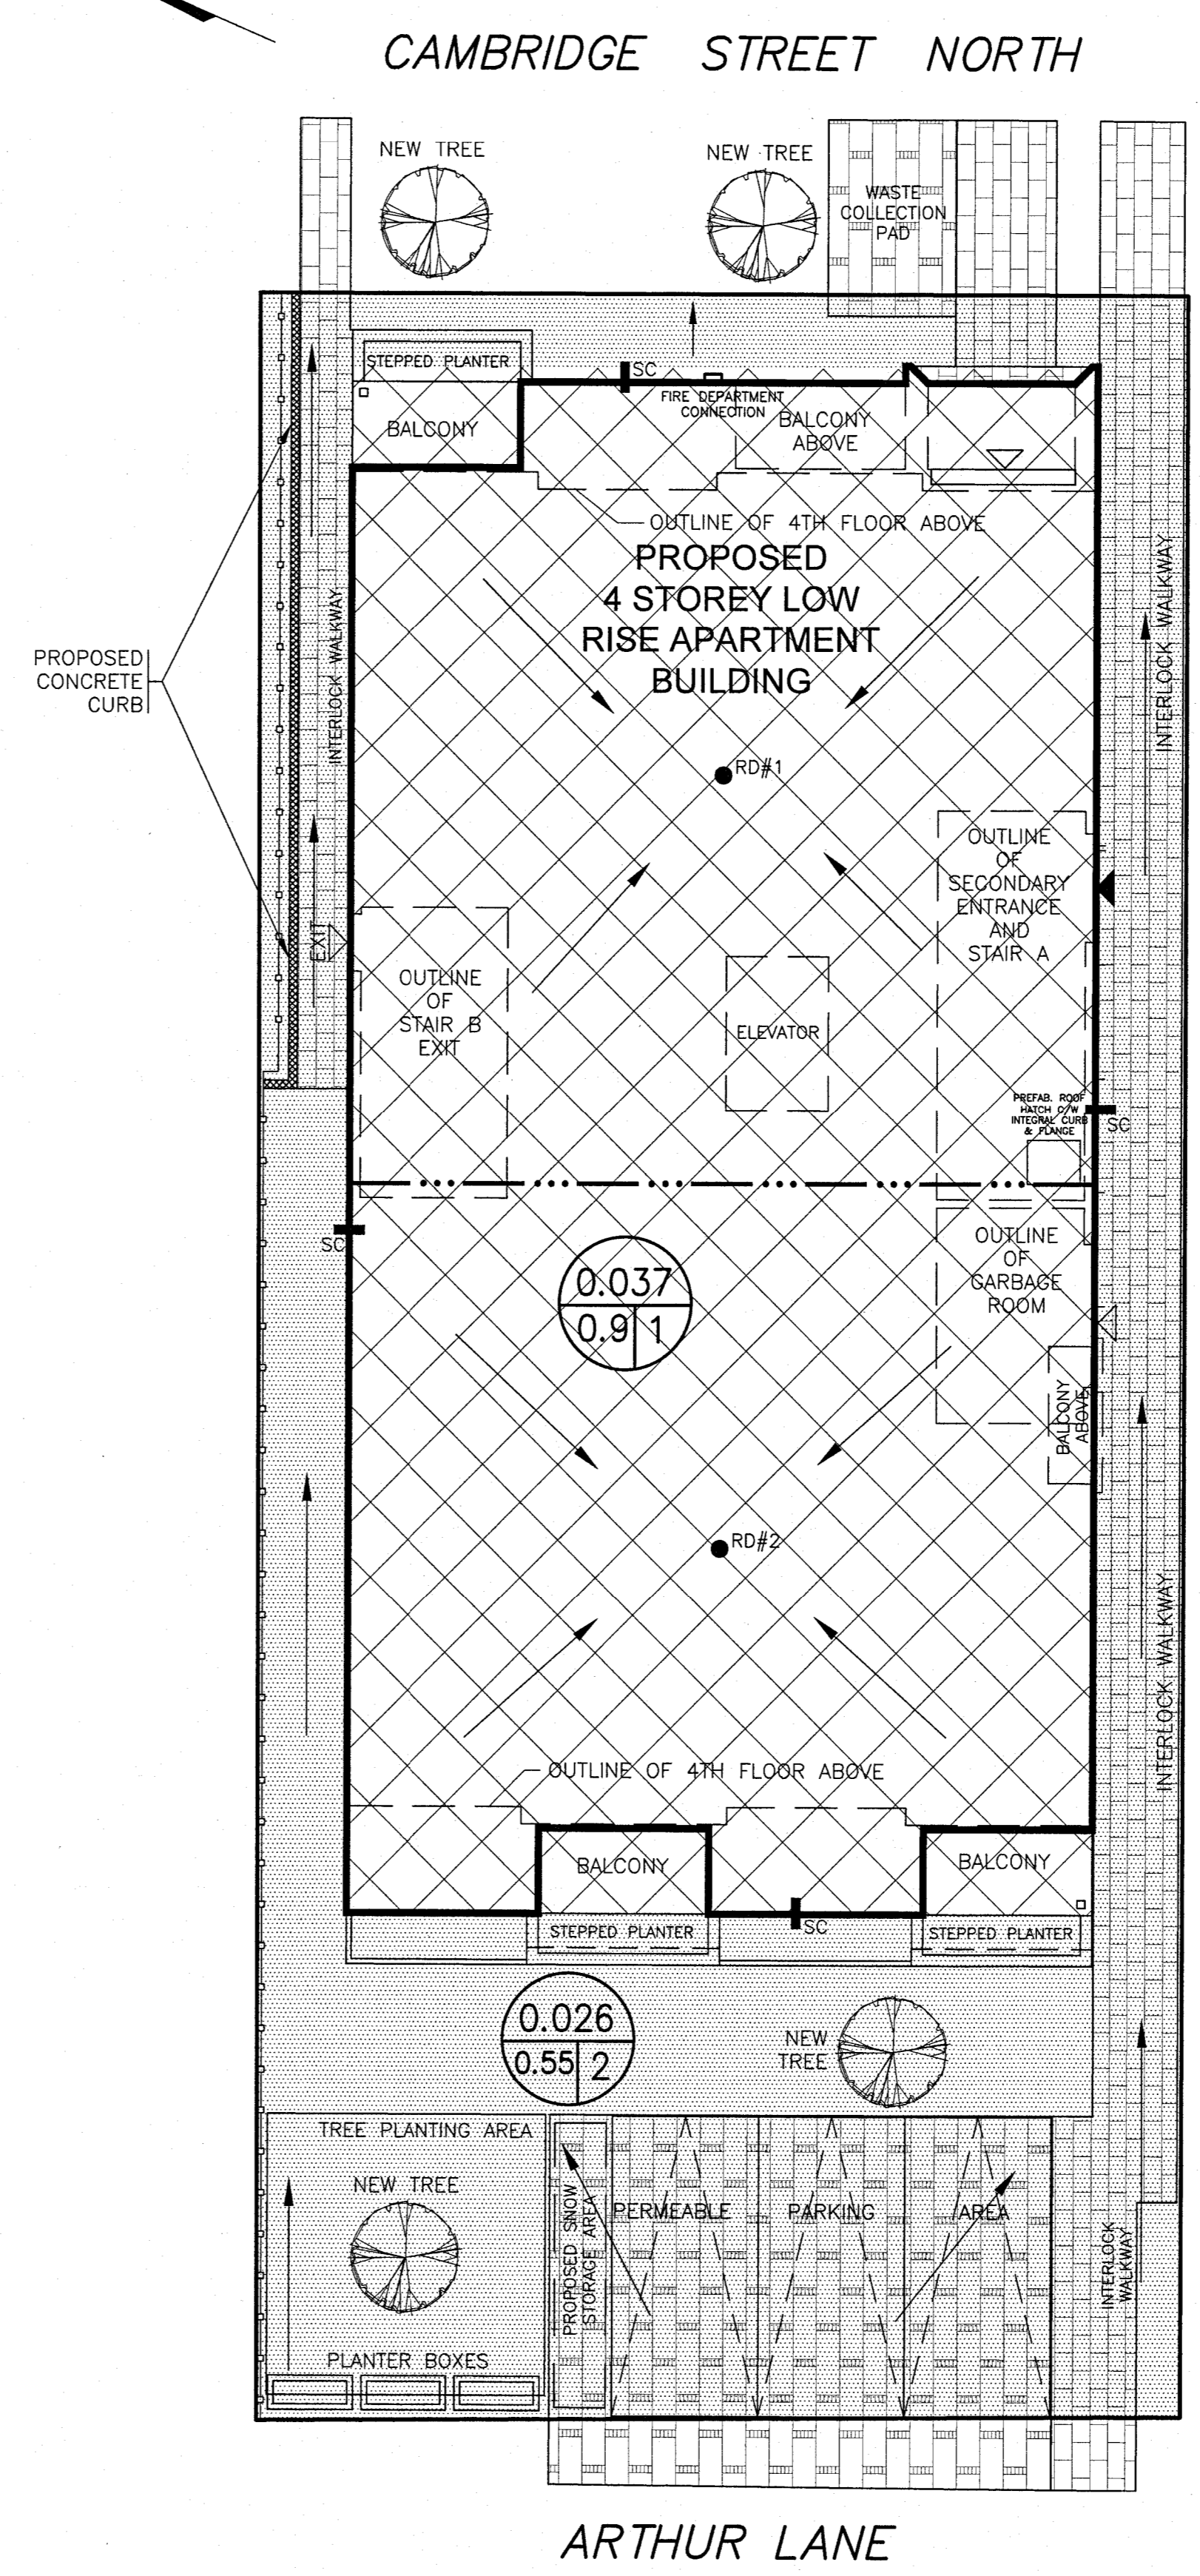 CAMBRIDGE STREET NORTH
NEW TREE
NEW TREE
WASTE
COLLECTION
PAD
STEPPED PLANTER
SC
FIRE DEPARTMENT
CONNECTION
BALCONY
BALCONY
ABOVE
OUTLINE OF 4TH FLOOR ABOVE
PROPOSED
4 STOREY LOW
RISE APARTMENT
BUILDING
INTERLOCK WALKWAY
INTERLOCK WALKWAY
PROPOSED
CONCRETE
CURB
RD#1
OUTLINE
OF
SECONDARY
ENTRANCE
AND
STAIR A
EXIT
OUTLINE
OF
STAIR B
EXIT
ELEVATOR
PREFAB. ROOF
HATCH C/W
INTEGRAL CURB
& FLANGE
SC
SC
OUTLINE
OF
GARBAGE
ROOM
0.037
0.9 1
BALCONY
ABOVE
RD#2
INTERLOCK WALKWAY
OUTLINE OF 4TH FLOOR ABOVE
BALCONY
BALCONY
STEPPED PLANTER
SC
STEPPED PLANTER
0.026
0.55 2
NEW
TREE
TREE PLANTING AREA
NEW TREE
PROPOSED SNOW
STORAGE AREA
PERMEABLE PARKING AREA
INTERLOCK
WALKWAY
PLANTER BOXES
ARTHUR LANE